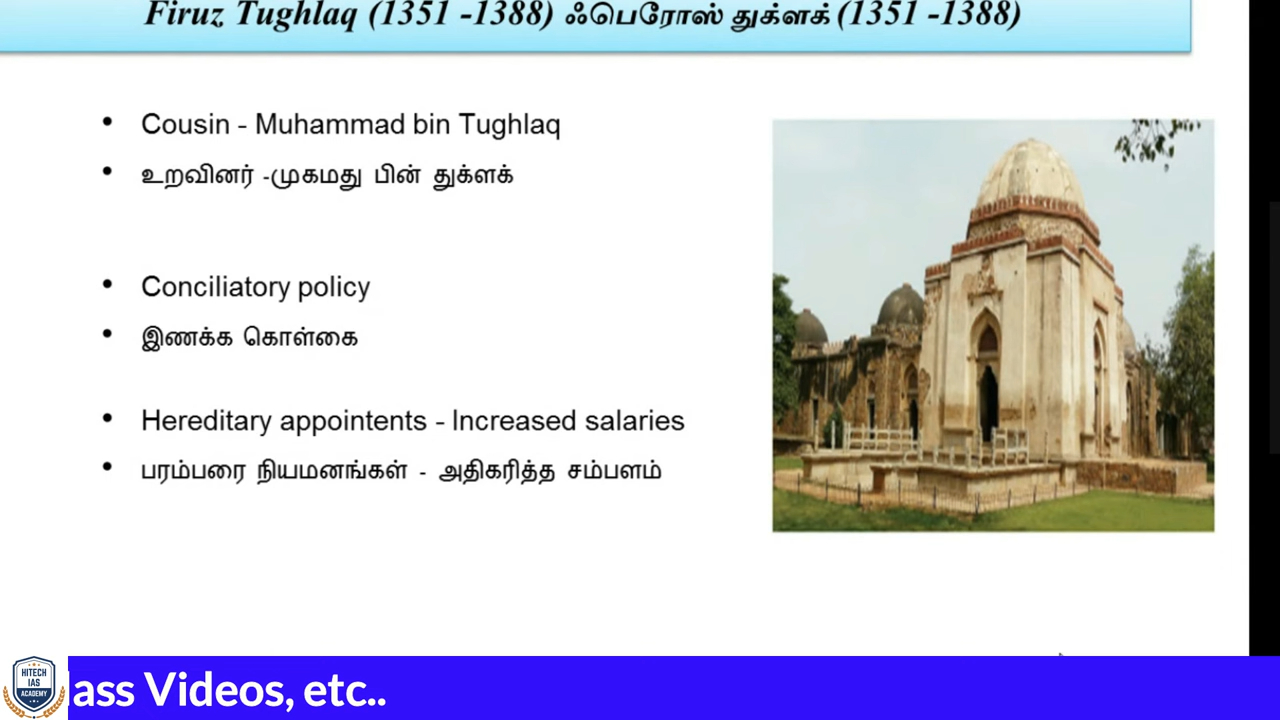 Firuz Tughlaq (1351 -1388) ஃபெரோஸ் துக்ளக் (1351 -1388)
• Cousin - Muhammad bin Tughlaq
• உறவினர் -முகமது பின் துக்ளக்
• Conciliatory policy
• இணக்க கொள்கை
• Hereditary appointents - Increased salaries
• பரம்பரை நியமனங்கள் - அதிகரித்த சம்பளம்
HITECH
IAS
ACADEMY
ass Videos, etc..